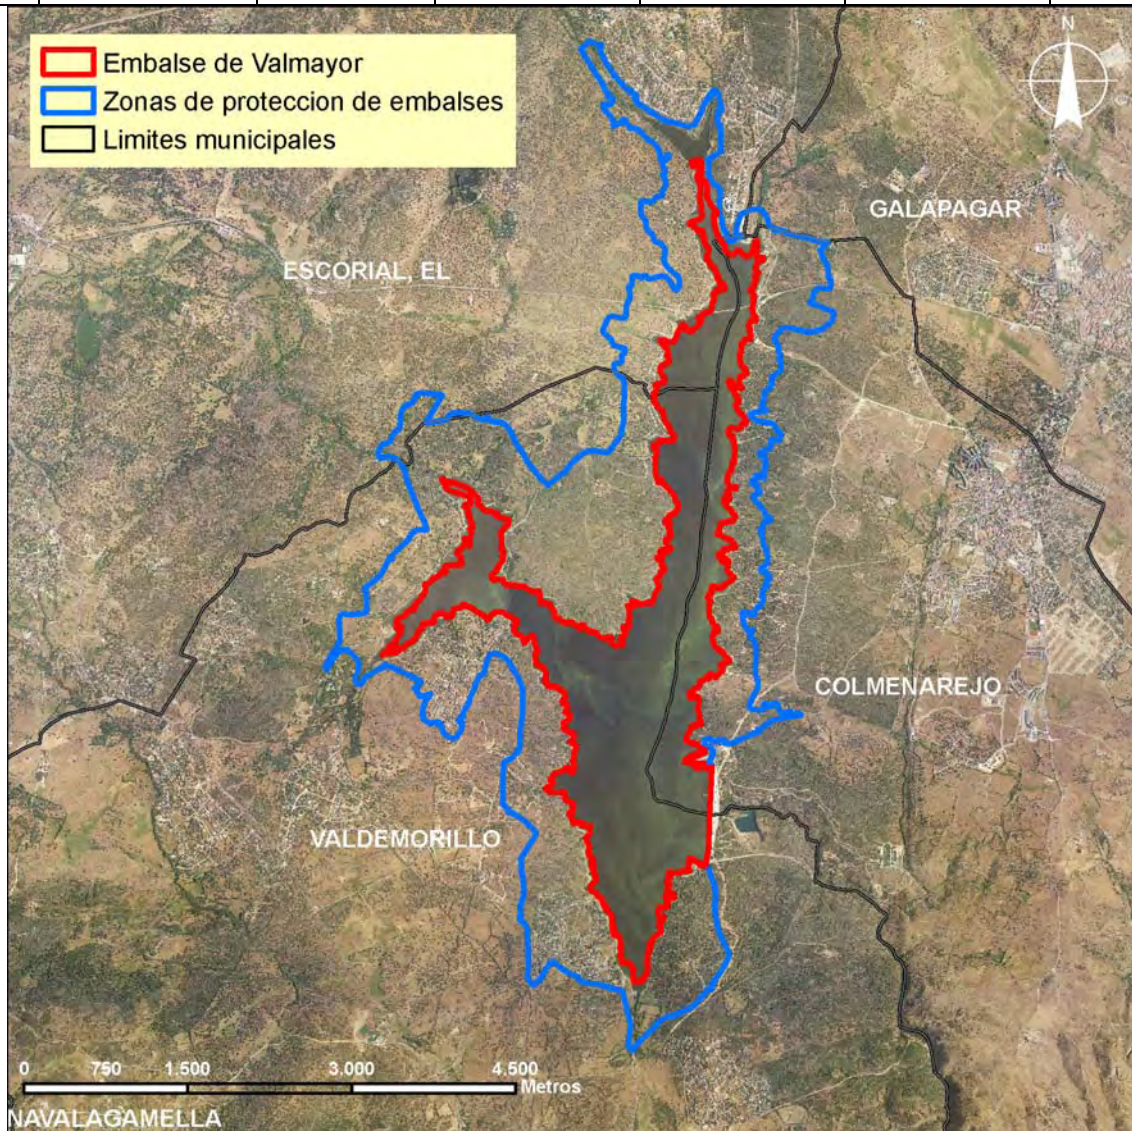 Embalse de Valmayor
Zonas de proteccion de embalses
Limites municipales
N
GALAPAGAR
ESCORIAL, EL
COLMENAREJO
VALDEMORILLO
0 750 1.500 3.000 4.500
Metros
NAVALAGAMELLA